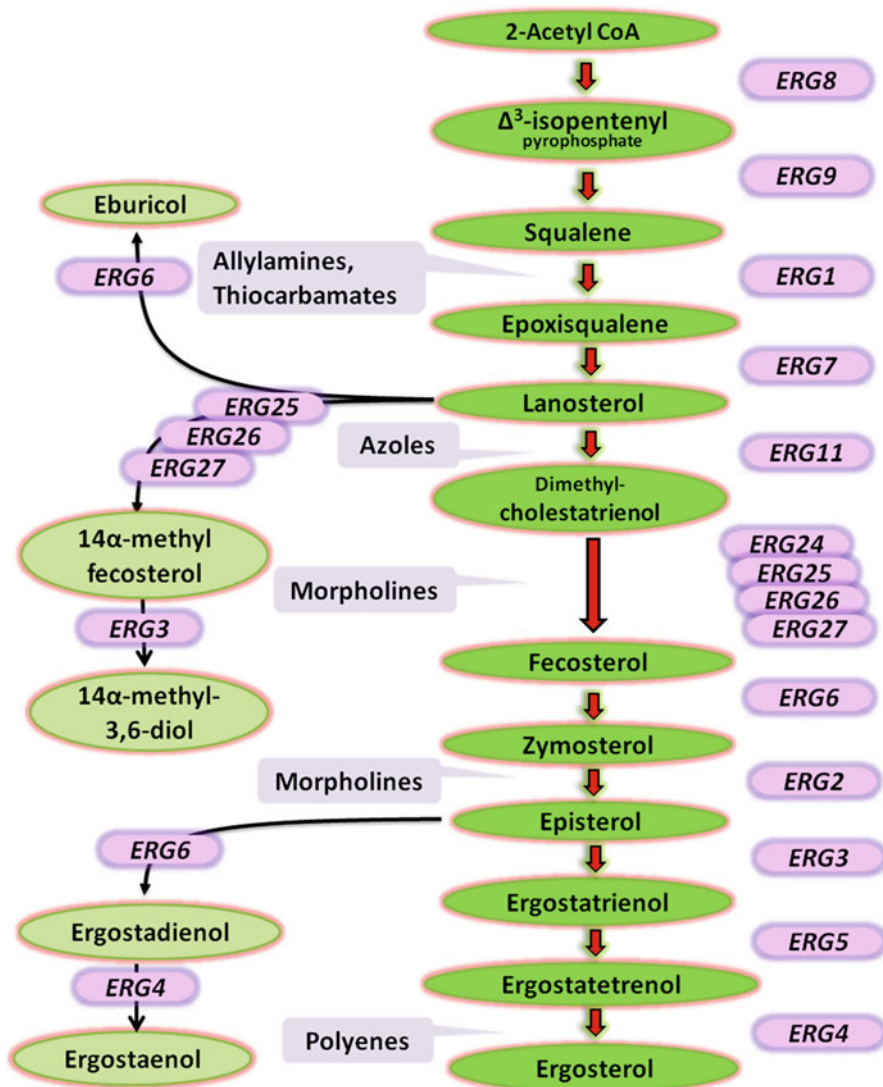 2-Acetyl CoA
ERG8
Δ³-isopentenyl
pyrophosphate
ERG9
Eburicol
Squalene
ERG6
Allylamines,
Thiocarbamates
ERG1
Epoxisqualene
ERG7
Lanosterol
ERG25
ERG26
ERG27
Azoles
ERG11
Dimethyl-
cholestatrienol
14α-methyl
fecosterol
ERG24
ERG25
ERG26
ERG27
Morpholines
ERG3
Fecosterol
ERG6
14α-methyl-
3,6-diol
Zymosterol
Morpholines
ERG2
Episterol
ERG6
ERG3
Ergostatrienol
Ergostadienol
ERG5
Ergostatetrenol
ERG4
Polyenes
ERG4
Ergostaenol
Ergosterol